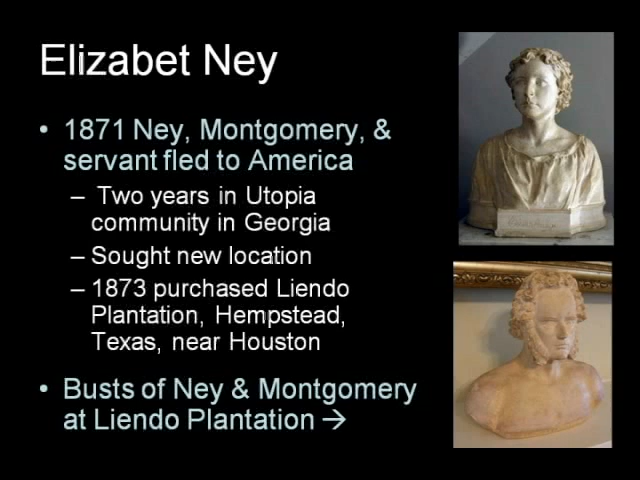 Elizabet Ney
• 1871 Ney, Montgomery, &
servant fled to America
– Two years in Utopia
community in Georgia
– Sought new location
– 1873 purchased Liendo
Plantation, Hempstead,
Texas, near Houston
• Busts of Ney & Montgomery
at Liendo Plantation →